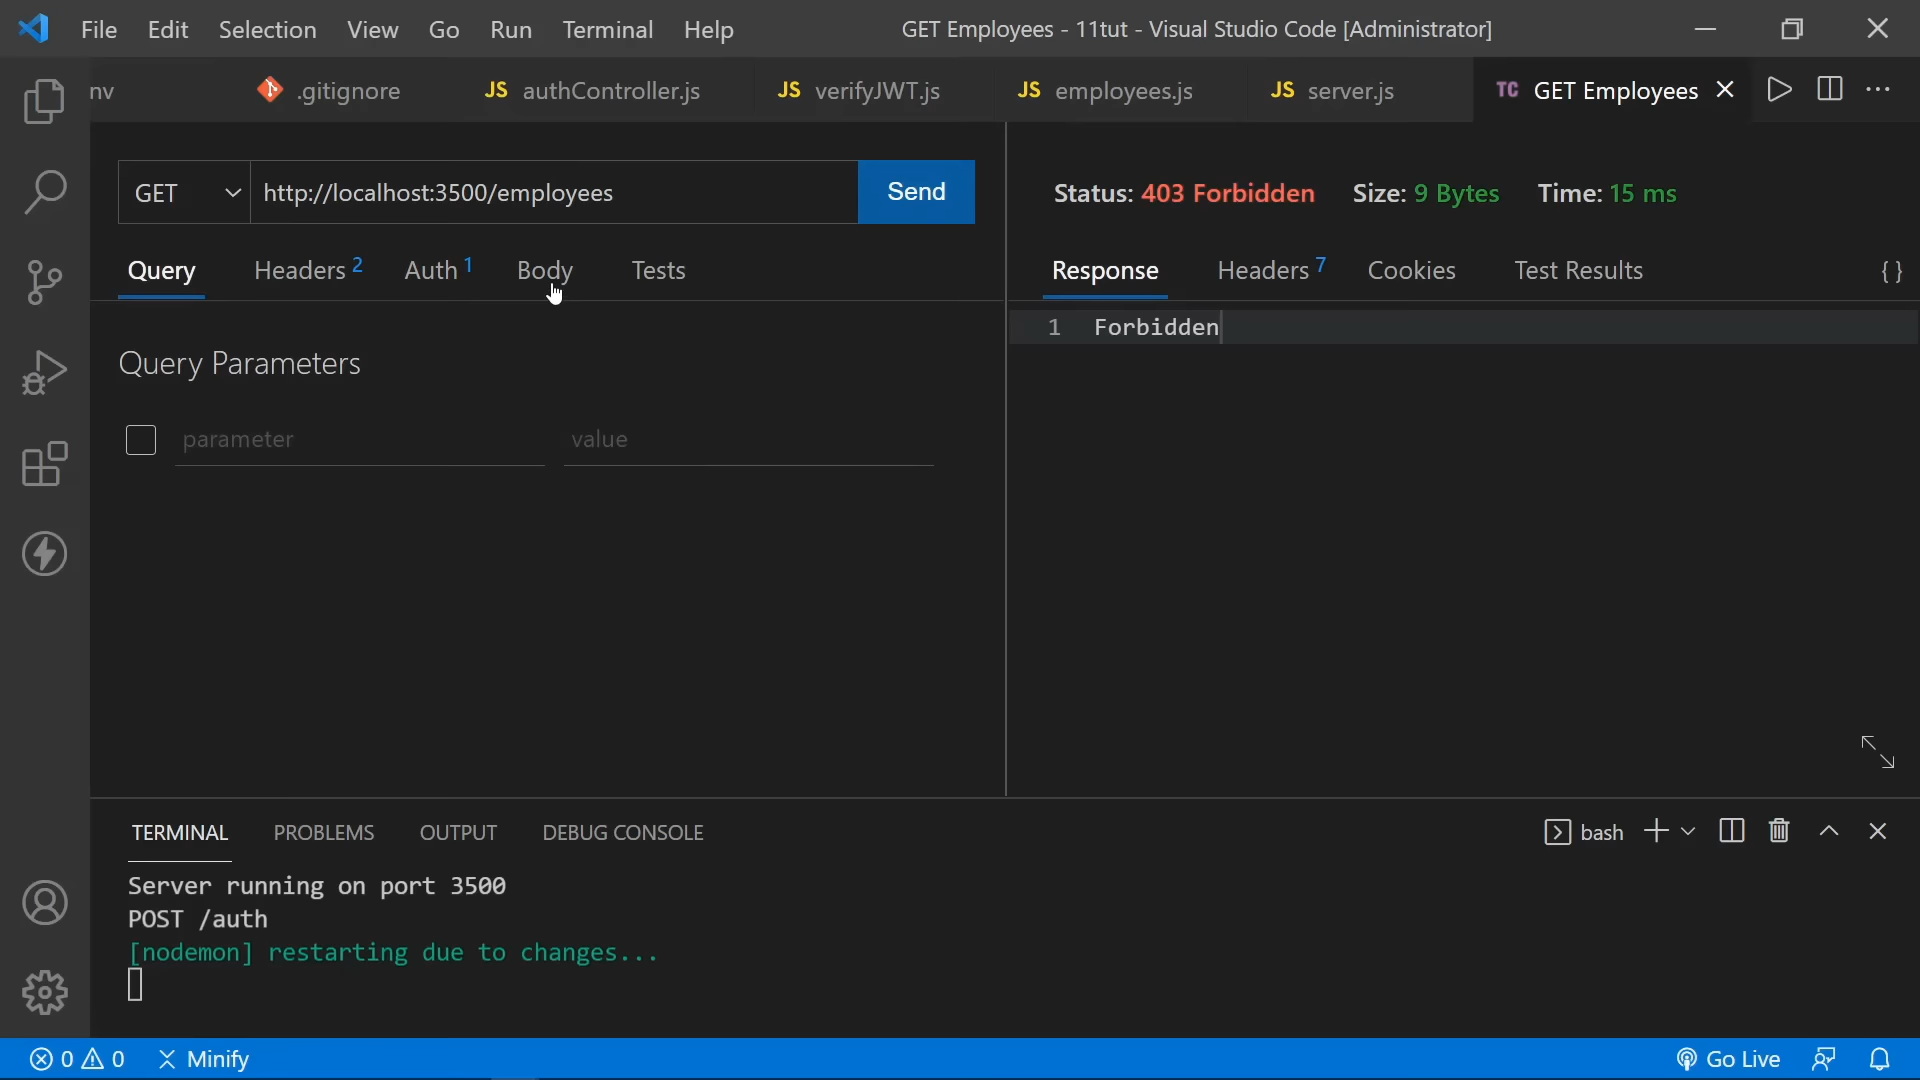 File Edit Selection View Go Run Terminal Help GET Employees - 11tut - Visual Studio Code [Administrator]
nv .gitignore JS authController.js JS verifyJWT.js JS employees.js JS server.js TC GET Employees
GET http://localhost:3500/employees Send
Status: 403 Forbidden Size: 9 Bytes Time: 15 ms
Query Headers 2 Auth 1 Body Tests
Response Headers 7 Cookies Test Results { }
1 Forbidden
Query Parameters
parameter value
TERMINAL PROBLEMS OUTPUT DEBUG CONSOLE bash
Server running on port 3500
POST /auth
[nodemon] restarting due to changes...
0 0 Minify Go Live